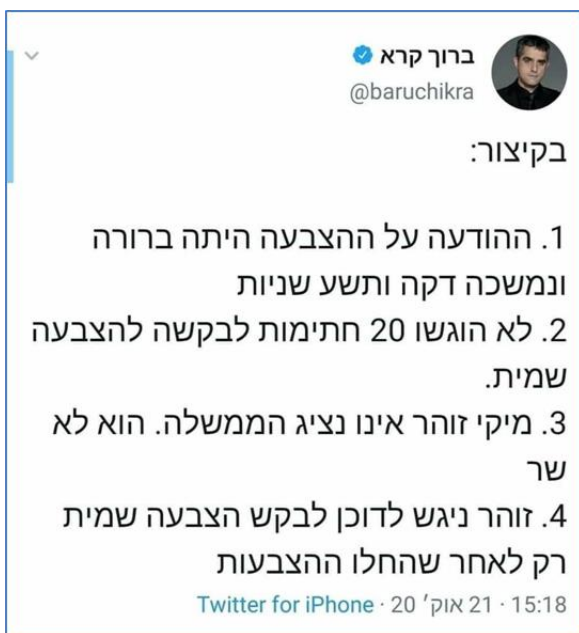 ברוך קרא
@baruchikra
בקיצור:
1. ההודעה על ההצבעה היתה ברורה
ונמשכה דקה ותשע שניות
2. לא הוגשו 20 חתימות לבקשה להצבעה
שמית.
3. מיקי זוהר אינו נציג הממשלה. הוא לא
שר
4. זוהר ניגש לדוכן לבקש הצבעה שמית
רק לאחר שהחלו ההצבעות
15:18 · 21 אוק׳ 20 · Twitter for iPhone